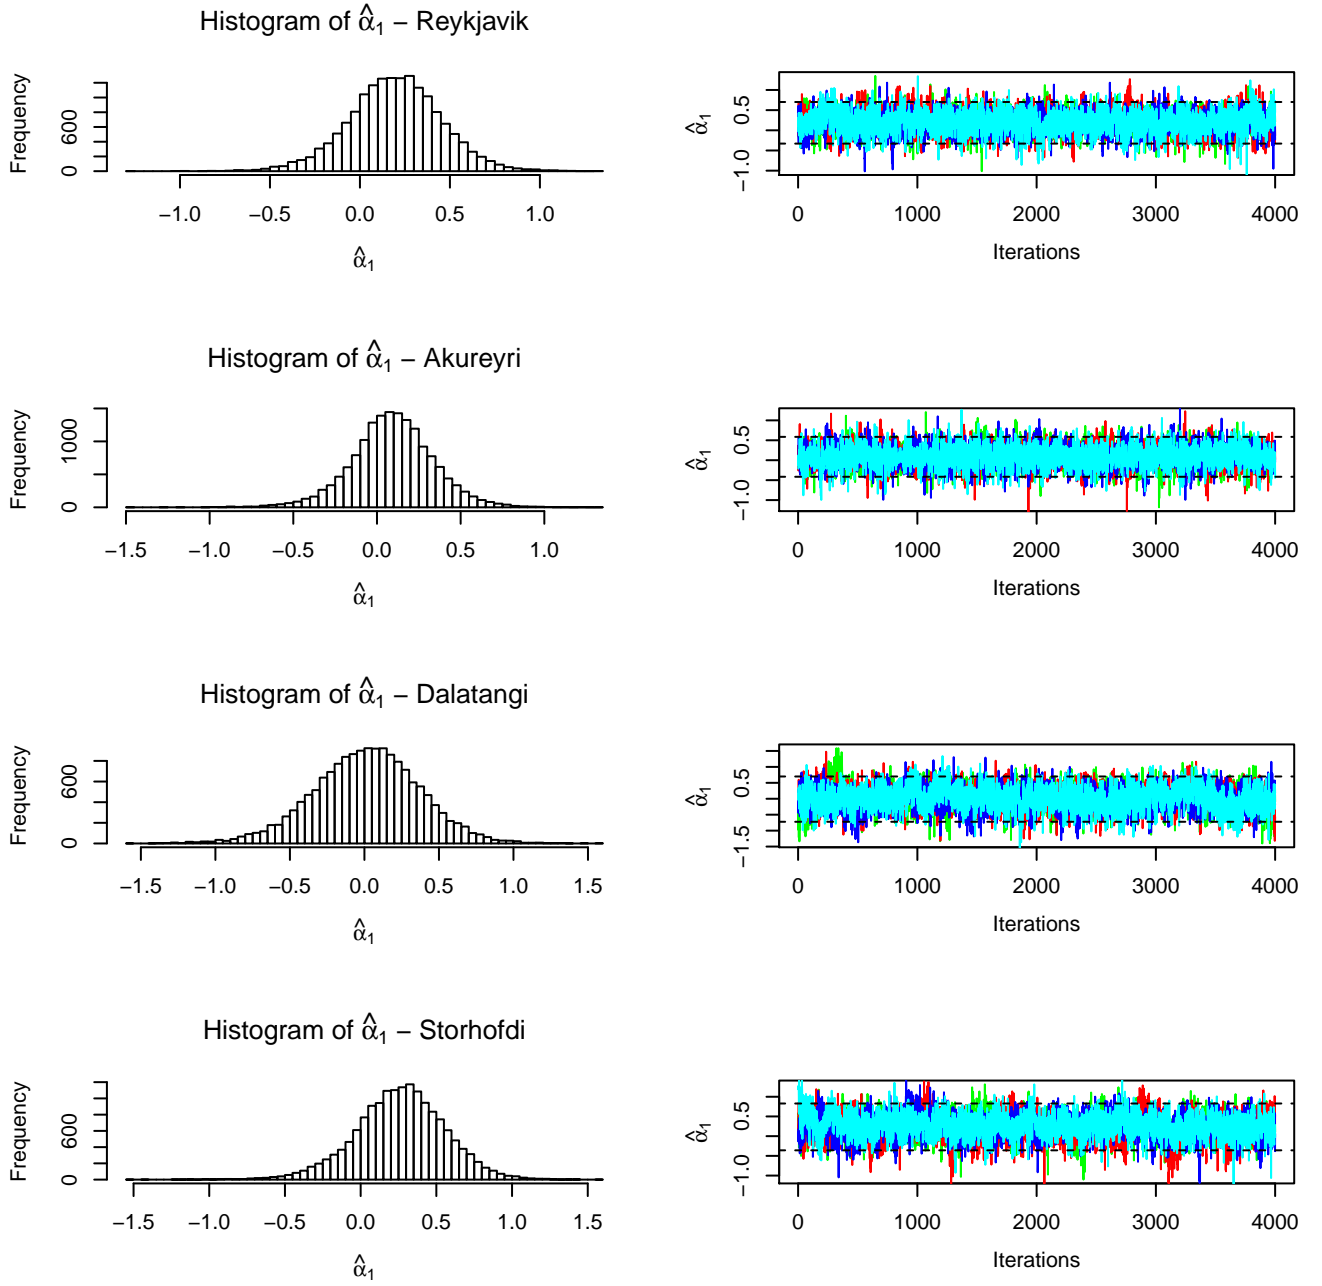 Histogram of α̂₁ − Reykjavik
Frequency
0 600
−1.0 −0.5 0.0 0.5 1.0
α̂₁
α̂₁
−1.0 0.5
0 1000 2000 3000 4000
Iterations
Histogram of α̂₁ − Akureyri
Frequency
0 1000
−1.5 −1.0 −0.5 0.0 0.5 1.0
α̂₁
α̂₁
−1.0 0.5
0 1000 2000 3000 4000
Iterations
Histogram of α̂₁ − Dalatangi
Frequency
0 600
−1.5 −1.0 −0.5 0.0 0.5 1.0 1.5
α̂₁
α̂₁
−1.5 0.5
0 1000 2000 3000 4000
Iterations
Histogram of α̂₁ − Storhofdi
Frequency
0 600
−1.5 −1.0 −0.5 0.0 0.5 1.0 1.5
α̂₁
α̂₁
−1.0 0.5
0 1000 2000 3000 4000
Iterations